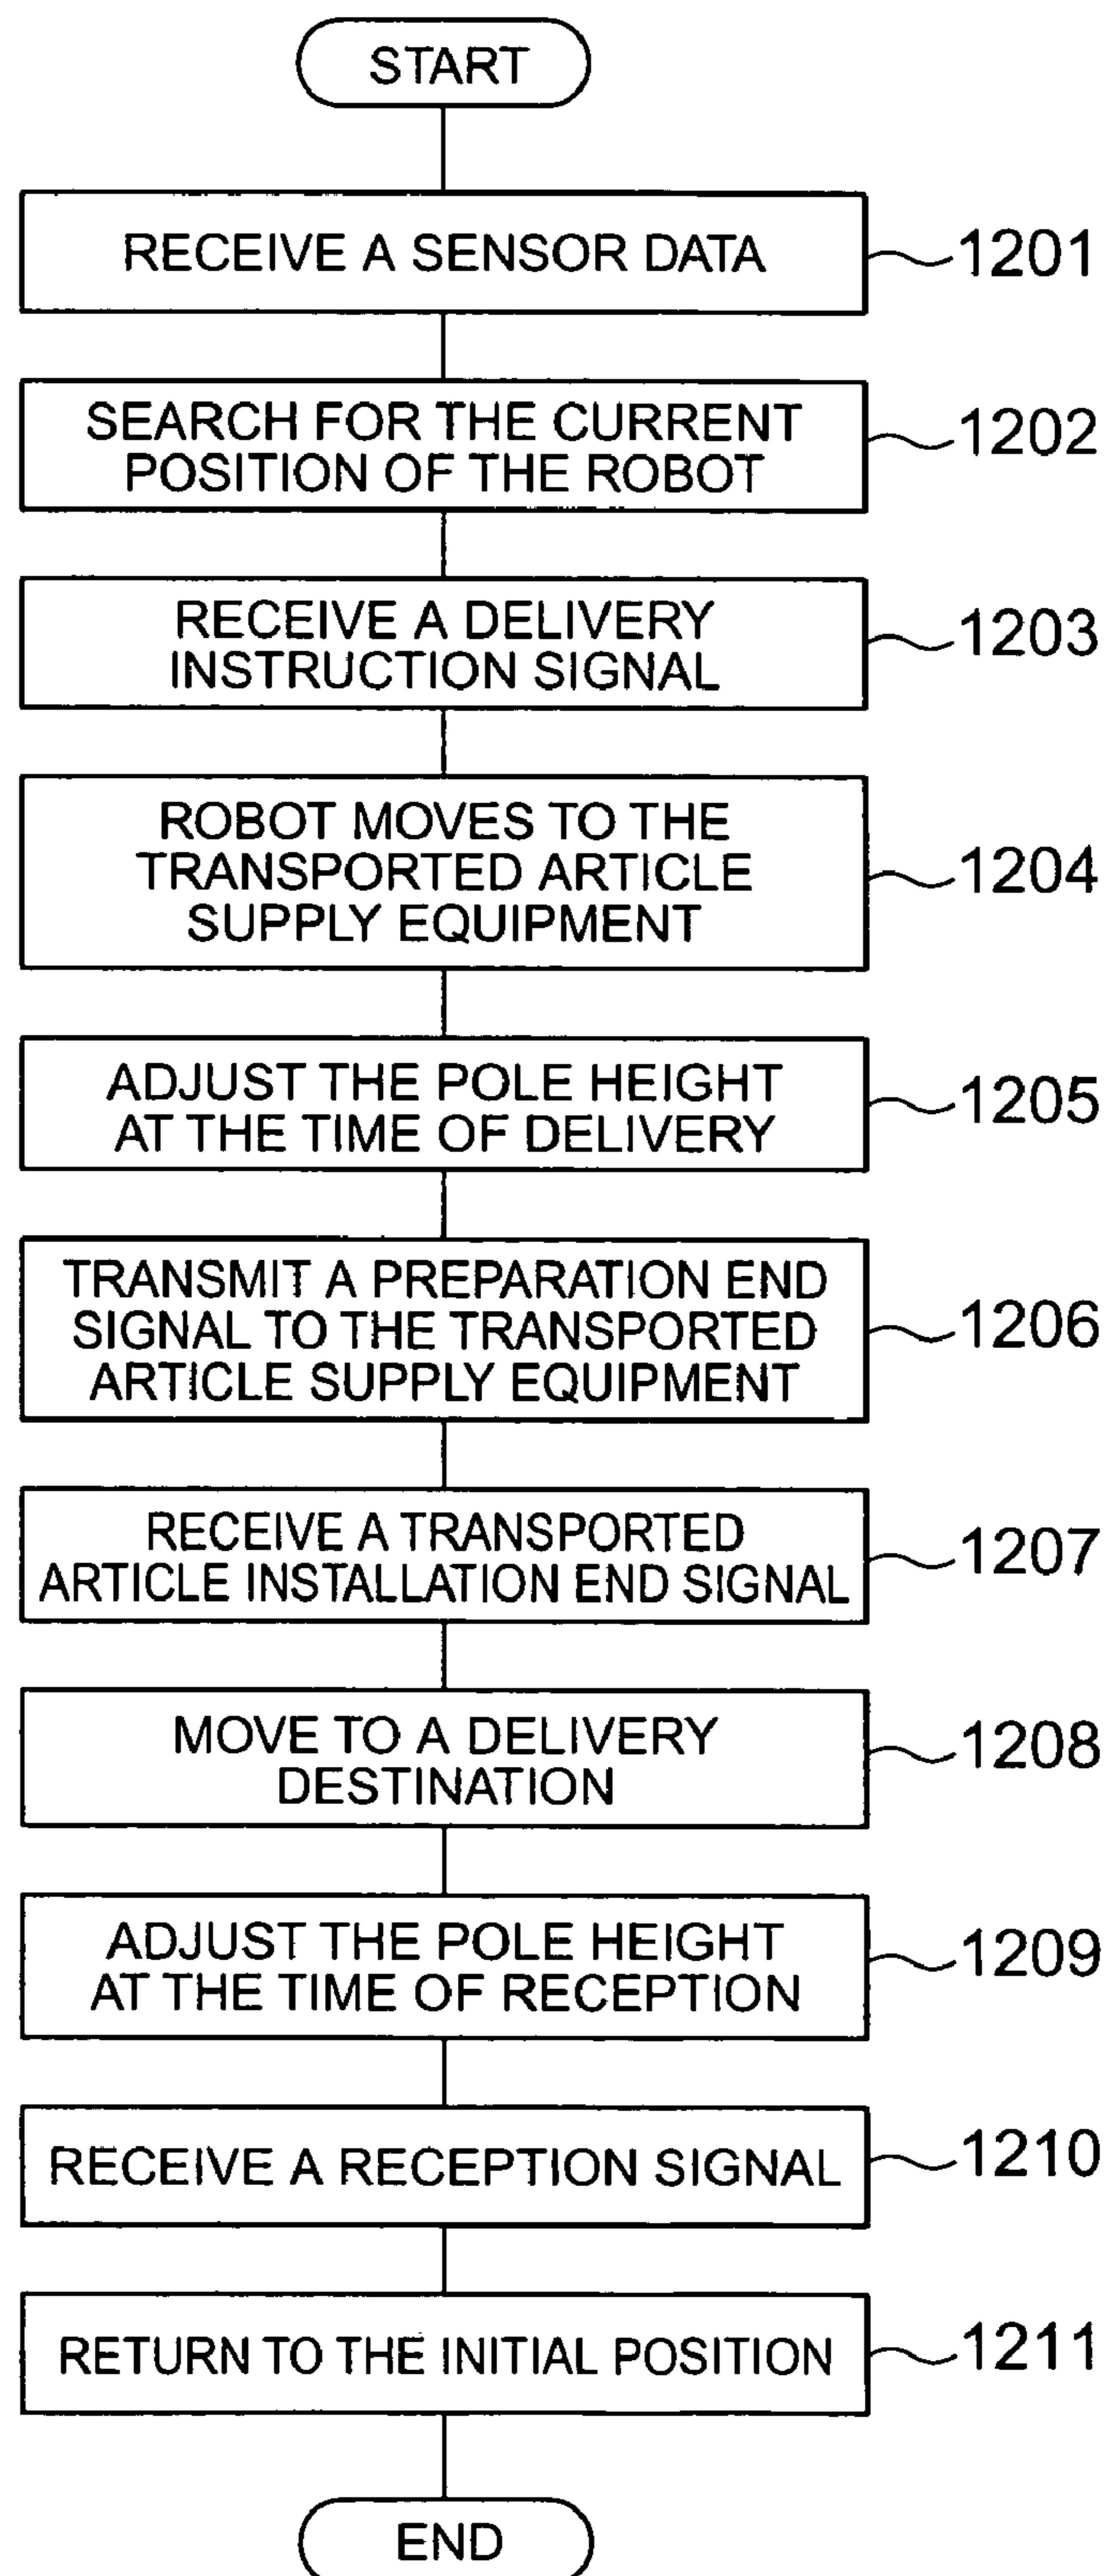 START
RECEIVE A SENSOR DATA
1201
SEARCH FOR THE CURRENT
POSITION OF THE ROBOT
1202
RECEIVE A DELIVERY
INSTRUCTION SIGNAL
1203
ROBOT MOVES TO THE
TRANSPORTED ARTICLE
SUPPLY EQUIPMENT
1204
ADJUST THE POLE HEIGHT
AT THE TIME OF DELIVERY
1205
TRANSMIT A PREPARATION END
SIGNAL TO THE TRANSPORTED
ARTICLE SUPPLY EQUIPMENT
1206
RECEIVE A TRANSPORTED
ARTICLE INSTALLATION END SIGNAL
1207
MOVE TO A DELIVERY
DESTINATION
1208
ADJUST THE POLE HEIGHT
AT THE TIME OF RECEPTION
1209
RECEIVE A RECEPTION SIGNAL
1210
RETURN TO THE INITIAL POSITION
1211
END